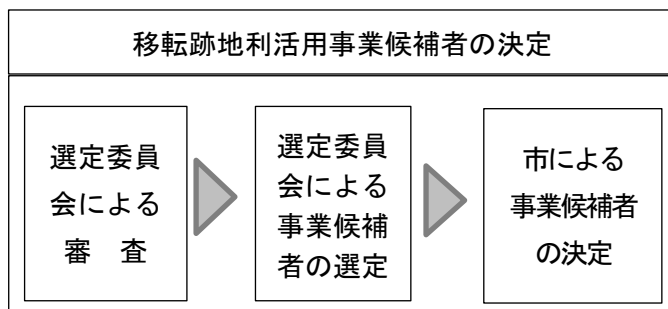 移転跡地利活用事業候補者の決定
選定委員
会による
審　査
選定委員
会による
事業候補
者の選定
市による
事業候補者
の決定